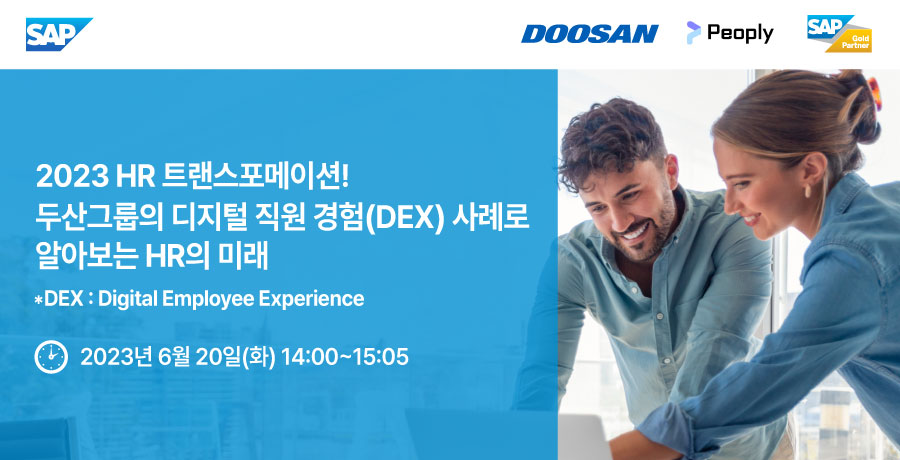 SAP
DOOSAN
Peoply
SAP
Gold
Partner
2023 HR 트랜스포메이션!
두산그룹의 디지털 직원 경험(DEX) 사례로
알아보는 HR의 미래
*DEX : Digital Employee Experience
2023년 6월 20일(화) 14:00~15:05